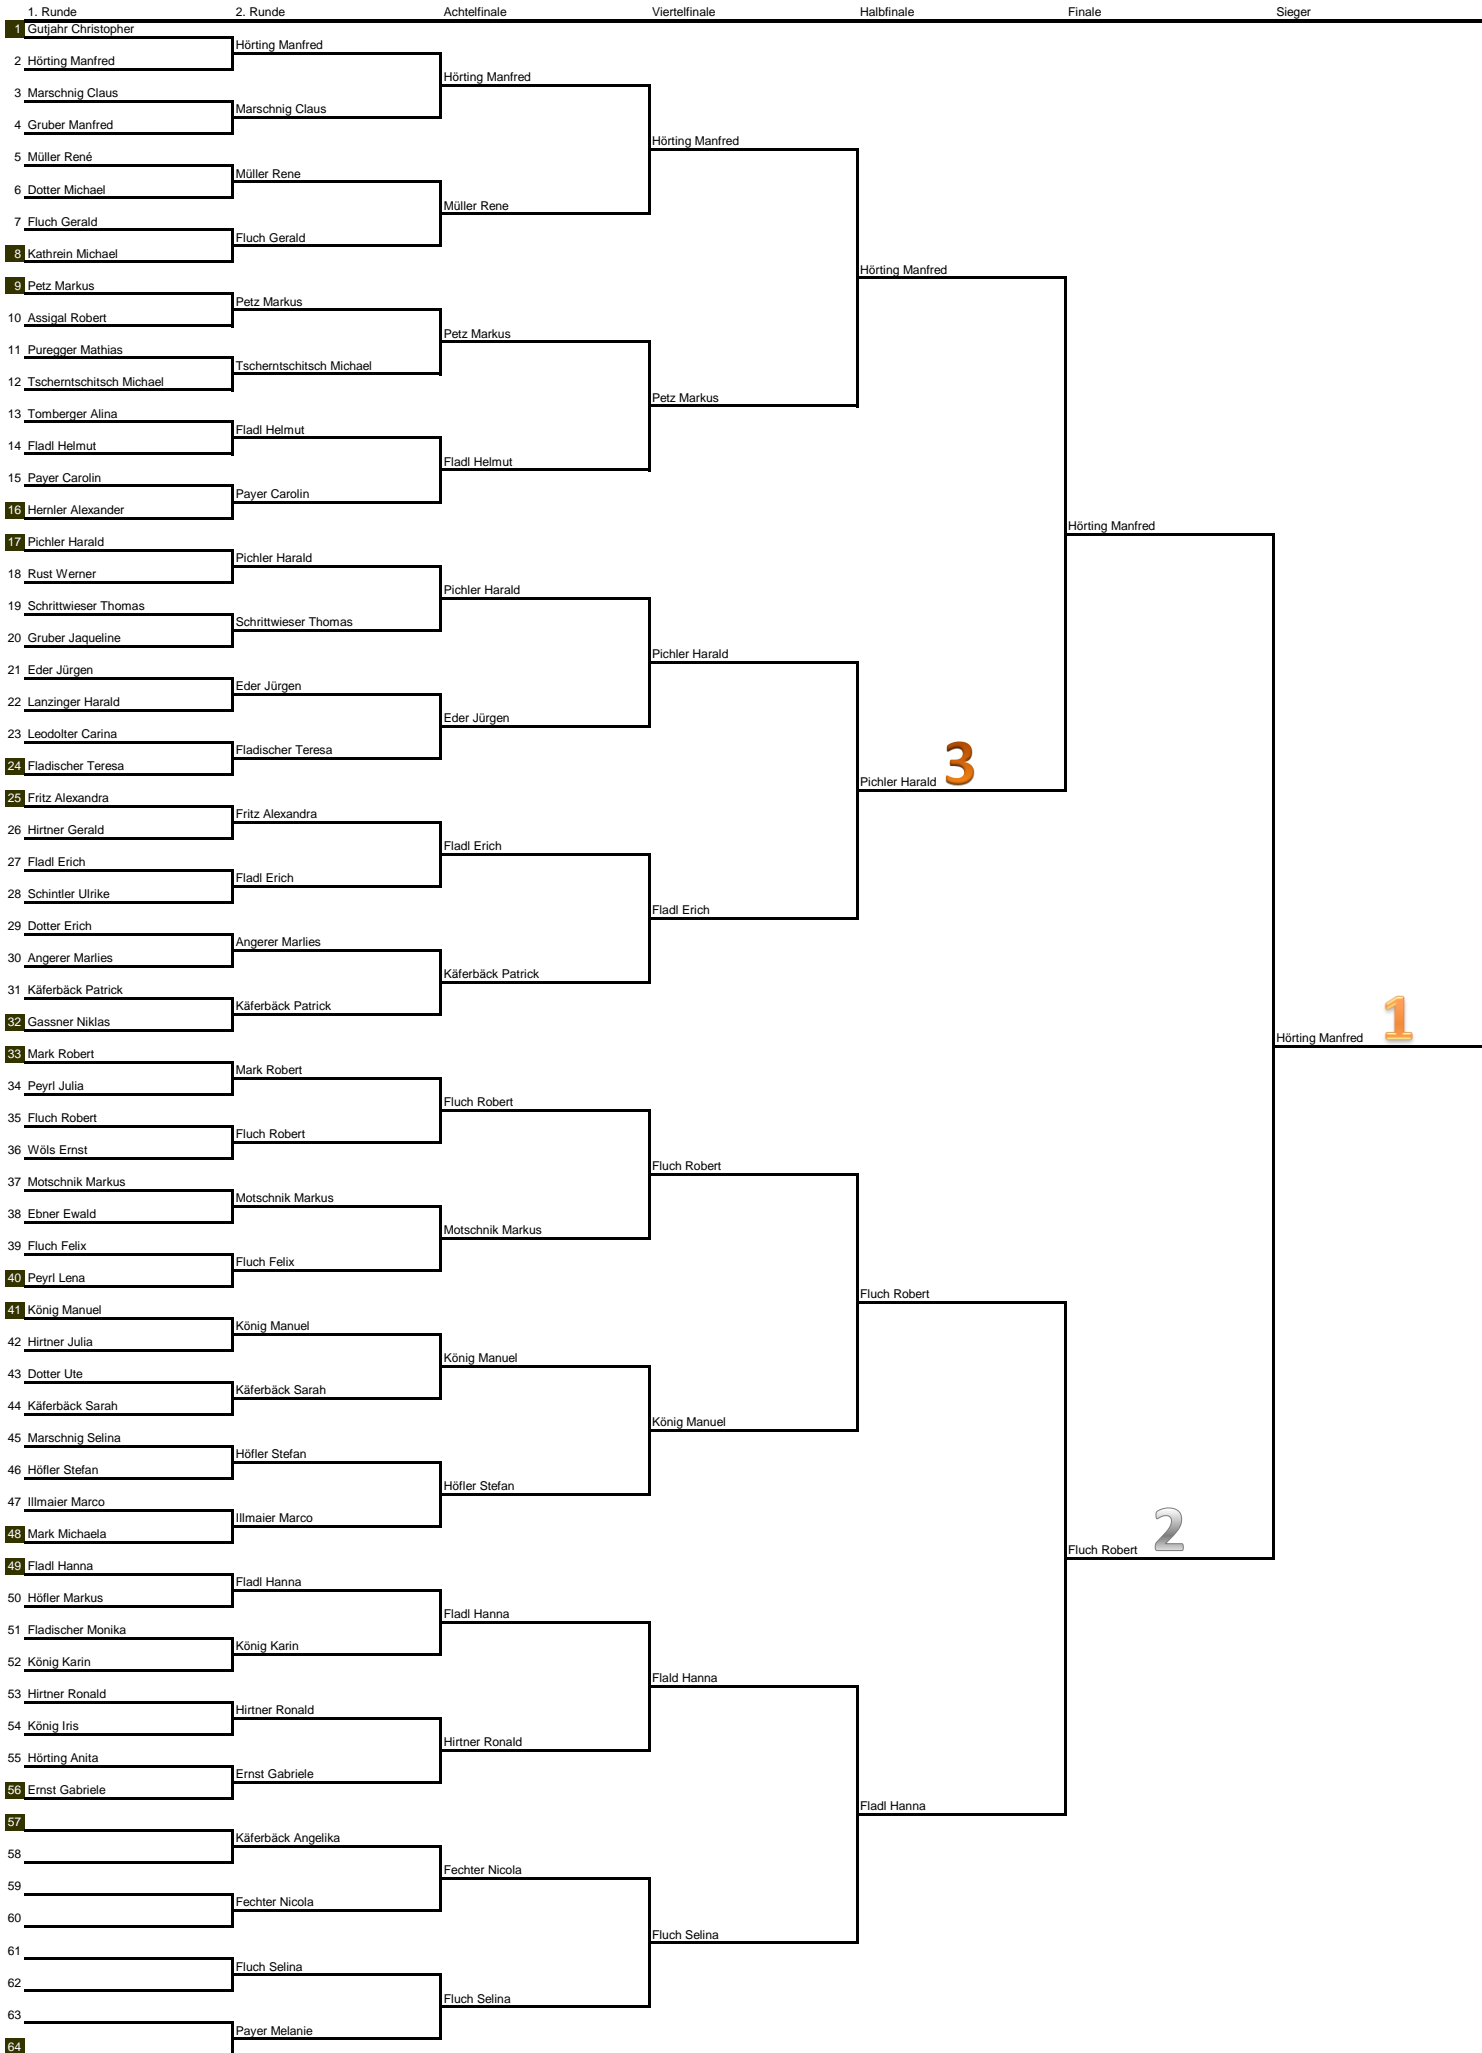 1. Runde 2. Runde Achtelfinale Viertelfinale Halbfinale Finale Sieger
1 Gutjahr Christopher
Hörting Manfred
2 Hörting Manfred
Hörting Manfred
3 Marschnig Claus
Marschnig Claus
4 Gruber Manfred
Hörting Manfred
5 Müller René
Müller Rene
6 Dotter Michael
Müller Rene
7 Fluch Gerald
Fluch Gerald
8 Kathrein Michael
Hörting Manfred
9 Petz Markus
Petz Markus
10 Assigal Robert
Petz Markus
11 Puregger Mathias
Tscherntschitsch Michael
12 Tscherntschitsch Michael
Petz Markus
13 Tomberger Alina
Fladl Helmut
14 Fladl Helmut
Fladl Helmut
15 Payer Carolin
Payer Carolin
16 Hernler Alexander
Hörting Manfred
17 Pichler Harald
Pichler Harald
18 Rust Werner
Pichler Harald
19 Schrittwieser Thomas
Schrittwieser Thomas
20 Gruber Jaqueline
Pichler Harald
21 Eder Jürgen
Eder Jürgen
22 Lanzinger Harald
Eder Jürgen
23 Leodolter Carina
Fladischer Teresa
24 Fladischer Teresa
Pichler Harald 3
25 Fritz Alexandra
Fritz Alexandra
26 Hirtner Gerald
Fladl Erich
27 Fladl Erich
Fladl Erich
28 Schintler Ulrike
Fladl Erich
29 Dotter Erich
Angerer Marlies
30 Angerer Marlies
Käferbäck Patrick
31 Käferbäck Patrick
Käferbäck Patrick
32 Gassner Niklas
Hörting Manfred 1
33 Mark Robert
Mark Robert
34 Peyrl Julia
Fluch Robert
35 Fluch Robert
Fluch Robert
36 Wöls Ernst
Fluch Robert
37 Motschnik Markus
Motschnik Markus
38 Ebner Ewald
Motschnik Markus
39 Fluch Felix
Fluch Felix
40 Peyrl Lena
Fluch Robert
41 König Manuel
König Manuel
42 Hirtner Julia
König Manuel
43 Dotter Ute
Käferbäck Sarah
44 Käferbäck Sarah
König Manuel
45 Marschnig Selina
Höfler Stefan
46 Höfler Stefan
Höfler Stefan
47 Illmaier Marco
Illmaier Marco
48 Mark Michaela
Fluch Robert 2
49 Fladl Hanna
Fladl Hanna
50 Höfler Markus
Fladl Hanna
51 Fladischer Monika
König Karin
52 König Karin
Flald Hanna
53 Hirtner Ronald
Hirtner Ronald
54 König Iris
Hirtner Ronald
55 Hörting Anita
Ernst Gabriele
56 Ernst Gabriele
Fladl Hanna
57
Käferbäck Angelika
58
Fechter Nicola
59
Fechter Nicola
60
Fluch Selina
61
Fluch Selina
62
Fluch Selina
63
Payer Melanie
64